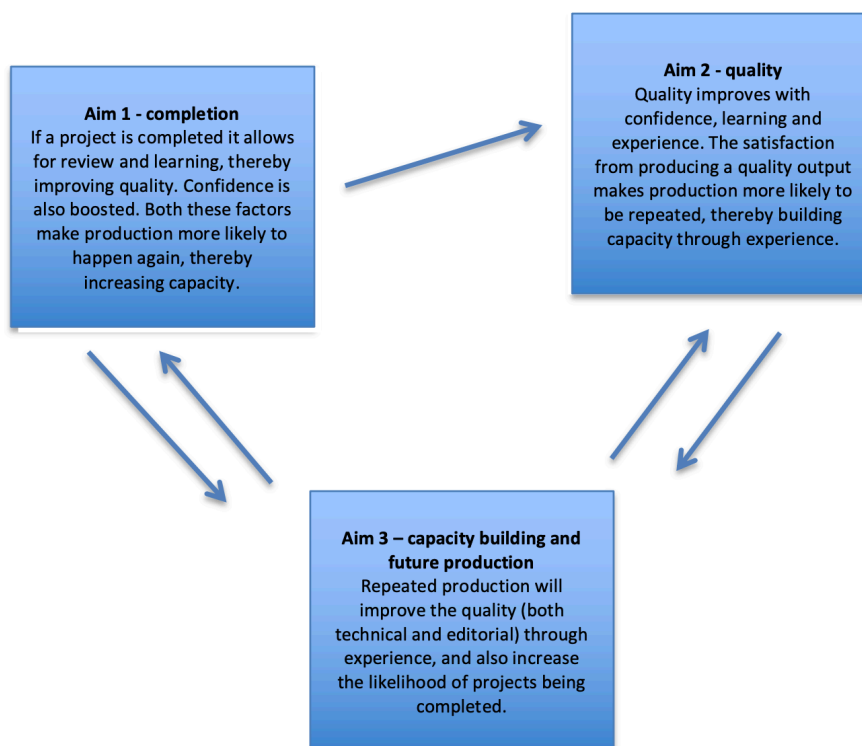 Aim 1 - completion
If a project is completed it allows
for review and learning, thereby
improving quality. Confidence is
also boosted. Both these factors
make production more likely to
happen again, thereby
increasing capacity.
Aim 2 - quality
Quality improves with
confidence, learning and
experience. The satisfaction
from producing a quality output
makes production more likely to
be repeated, thereby building
capacity through experience.
Aim 3 – capacity building and
future production
Repeated production will
improve the quality (both
technical and editorial) through
experience, and also increase
the likelihood of projects being
completed.